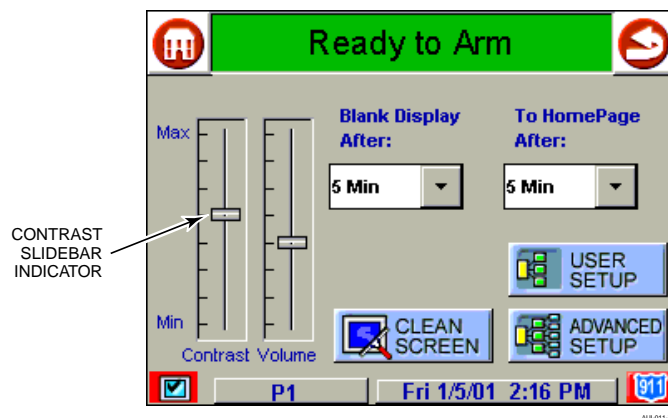 Ready to Arm
Blank Display After:
To HomePage After:
Max
5 Min
5 Min
CONTRAST
SLIDEBAR
INDICATOR
USER
SETUP
Min
CLEAN
SCREEN
ADVANCED
SETUP
Contrast Volume
P1
Fri 1/5/01 2:16 PM
911